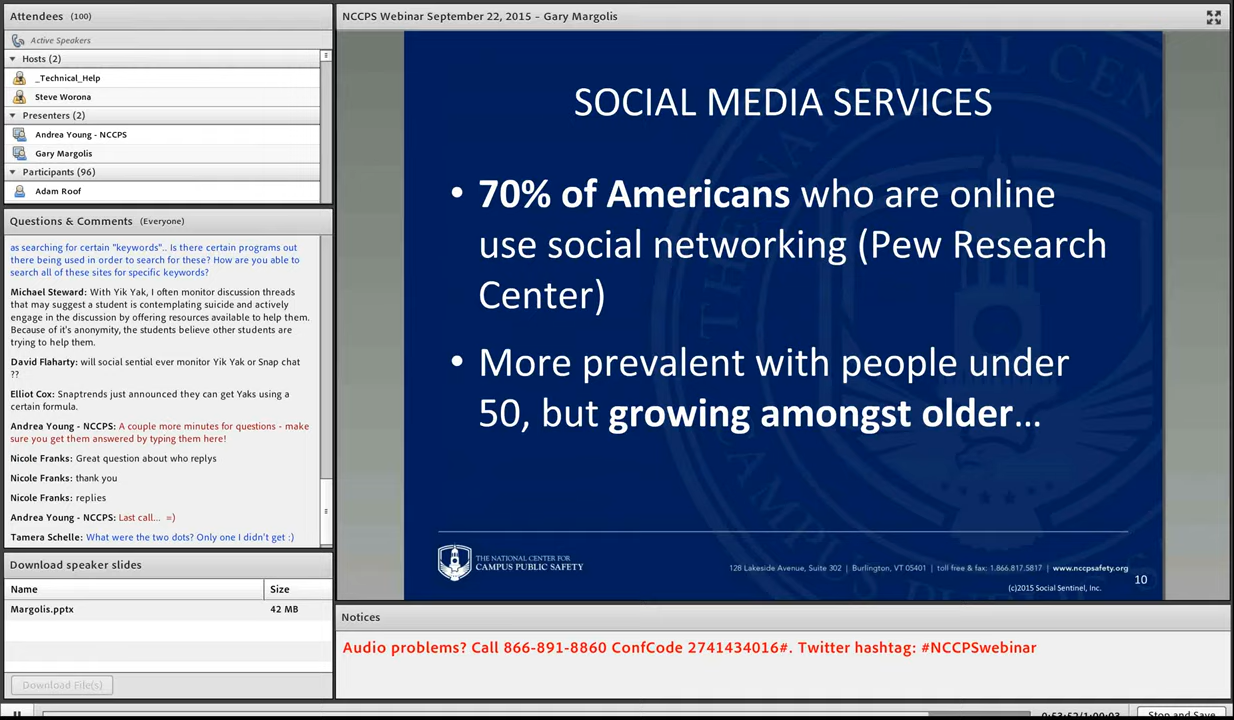 Attendees (100)
Active Speakers
Hosts (2)
_Technical_Help
Steve Worona
Presenters (2)
Andrea Young - NCCPS
Gary Margolis
Participants (96)
Adam Roof
Questions & Comments (Everyone)
as searching for certain "keywords".. Is there certain programs out
there being used in order to search for these? How are you able to
search all of these sites for specific keywords?
Michael Steward: With Yik Yak, I often monitor discussion threads
that may suggest a student is contemplating suicide and actively
engage in the discussion by offering resources available to help them.
Because of it's anonymity, the students believe other students are
trying to help them.
David Flaharty: will social sential ever monitor Yik Yak or Snap chat
??
Elliot Cox: Snaptrends just announced they can get Yaks using a
certain formula.
Andrea Young - NCCPS: A couple more minutes for questions - make
sure you get them answered by typing them here!
Nicole Franks: Great question about who replys
Nicole Franks: thank you
Nicole Franks: replies
Andrea Young - NCCPS: Last call... =)
Tamera Schelle: What were the two dots? Only one I didn't get :)
Download speaker slides
Name Size
Margolis.pptx 42 MB
Download File(s)
NCCPS Webinar September 22, 2015 - Gary Margolis
SOCIAL MEDIA SERVICES
• 70% of Americans who are online
use social networking (Pew Research
Center)
• More prevalent with people under
50, but growing amongst older...
THE NATIONAL CENTER FOR
CAMPUS PUBLIC SAFETY
128 Lakeside Avenue, Suite 302 | Burlington, VT 05401 | toll free & fax: 1.866.817.5817 | www.nccpsafety.org
10
(c)2015 Social Sentinel, Inc.
Notices
Audio problems? Call 866-891-8860 ConfCode 2741434016#. Twitter hashtag: #NCCPSwebinar
0:53:52/1:00:03
Stop and Save